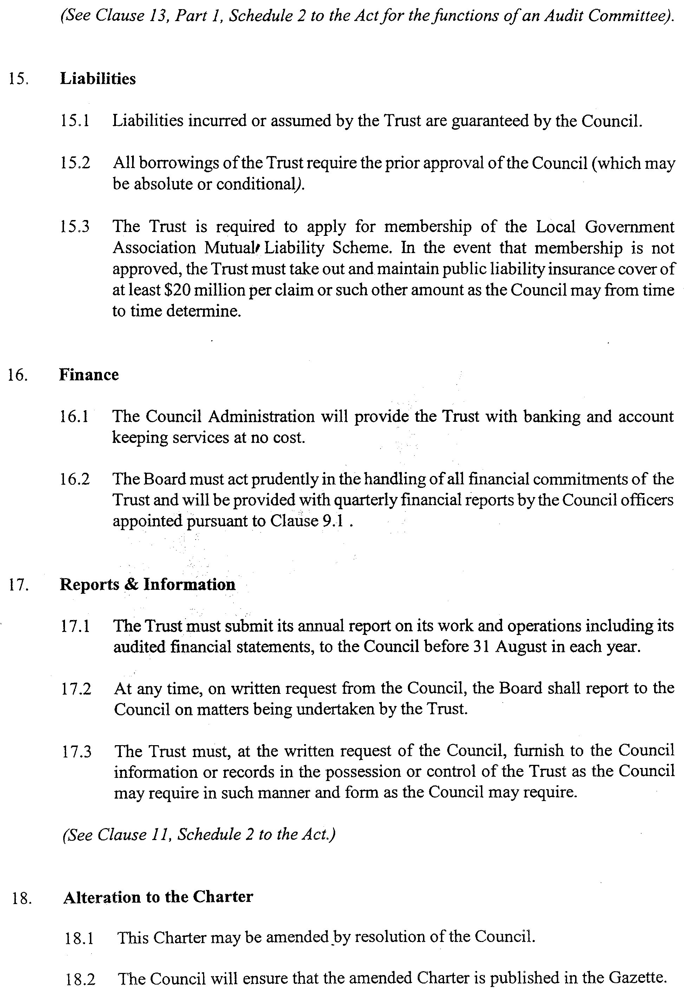 (See Clause 13, Part 1, Schedule 2 to the Act for the functions of an Audit Committee).
15. Liabilities
15.1 Liabilities incurred or assumed by the Trust are guaranteed by the Council.
15.2 All borrowings of the Trust require the prior approval of the Council (which may
be absolute or conditional).
15.3 The Trust is required to apply for membership of the Local Government
Association Mutual Liability Scheme. In the event that membership is not
approved, the Trust must take out and maintain public liability insurance cover of
at least $20 million per claim or such other amount as the Council may from time
to time determine.
16. Finance
16.1 The Council Administration will provide the Trust with banking and account
keeping services at no cost.
16.2 The Board must act prudently in the handling of all financial commitments of the
Trust and will be provided with quarterly financial reports by the Council officers
appointed pursuant to Clause 9.1 .
17. Reports & Information
17.1 The Trust must submit its annual report on its work and operations including its
audited financial statements, to the Council before 31 August in each year.
17.2 At any time, on written request from the Council, the Board shall report to the
Council on matters being undertaken by the Trust.
17.3 The Trust must, at the written request of the Council, furnish to the Council
information or records in the possession or control of the Trust as the Council
may require in such manner and form as the Council may require.
(See Clause 11, Schedule 2 to the Act.)
18. Alteration to the Charter
18.1 This Charter may be amended by resolution of the Council.
18.2 The Council will ensure that the amended Charter is published in the Gazette.